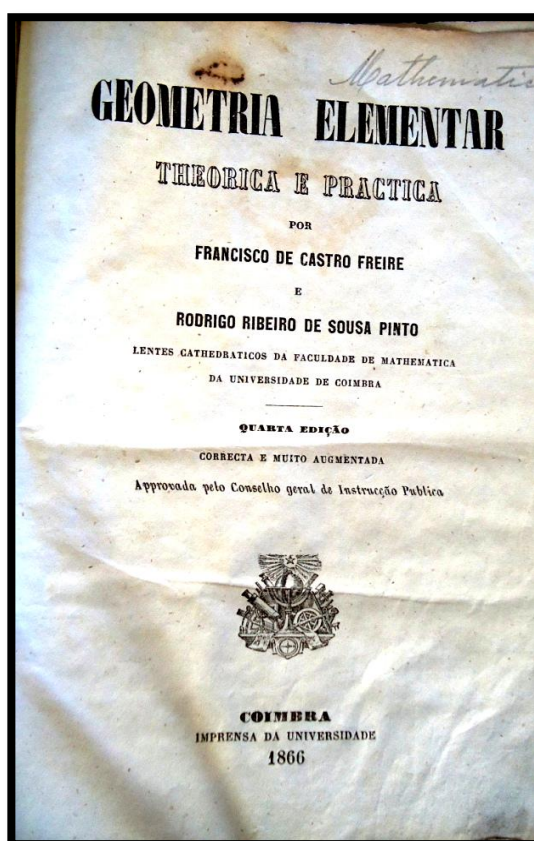 Mathematic
GEOMETRIA ELEMENTAR
THEORICA E PRACTICA
POR
FRANCISCO DE CASTRO FREIRE
E
RODRIGO RIBEIRO DE SOUSA PINTO
LENTES CATHEDRATICOS DA FACULDADE DE MATHEMATICA
DA UNIVERSIDADE DE COIMBRA
QUARTA EDIÇÃO
CORRECTA E MUITO AUGMENTADA
Approvada pelo Conselho geral de Instrucção Publica
COIMBRA
IMPRENSA DA UNIVERSIDADE
1866